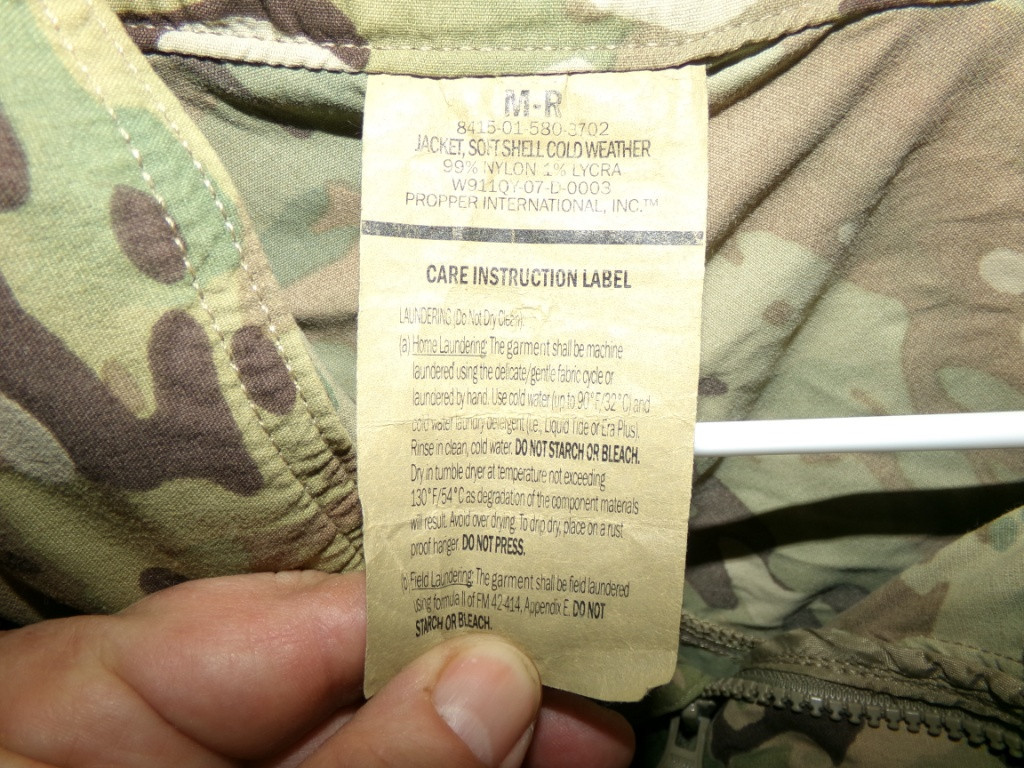 M-R
8415-01-580-3702
JACKET, SOFT SHELL COLD WEATHER
99% NYLON 1% LYCRA
W911QY-07-D-0003
PROPPER INTERNATIONAL, INC.™
CARE INSTRUCTION LABEL
LAUNDERING (Do Not Dry Clean).
(a) Home Laundering: The garment shall be machine
laundered using the delicate/gentle fabric cycle or
laundered by hand. Use cold water (up to 90°F/32°C) and
cold water laundry detergent (i.e., Liquid Tide or Era Plus).
Rinse in clean, cold water. DO NOT STARCH OR BLEACH.
Dry in tumble dryer at temperature not exceeding
130°F/54°C as degradation of the component materials
will result. Avoid over drying. To drip dry, place on a rust
proof hanger. DO NOT PRESS.
(b) Field Laundering: The garment shall be field laundered
using formula II of FM 42-414, Appendix E. DO NOT
STARCH OR BLEACH.